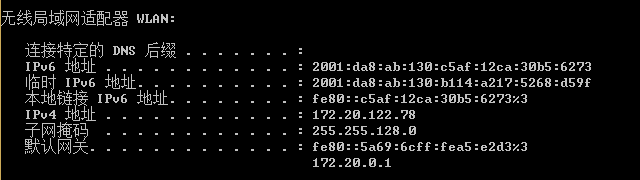 无线局域网适配器 WLAN:
连接特定的 DNS 后缀 . . . . . . . :
IPv6 地址 . . . . . . . . . . . . : 2001:da8:ab:130:c5af:12ca:30b5:6273
临时 IPv6 地址. . . . . . . . . . : 2001:da8:ab:130:b114:a217:5268:d59f
本地链接 IPv6 地址. . . . . . . . : fe80::c5af:12ca:30b5:6273%3
IPv4 地址 . . . . . . . . . . . . : 172.20.122.78
子网掩码 . . . . . . . . . . . . : 255.255.128.0
默认网关. . . . . . . . . . . . . : fe80::5a69:6cff:fea5:e2d3%3
172.20.0.1